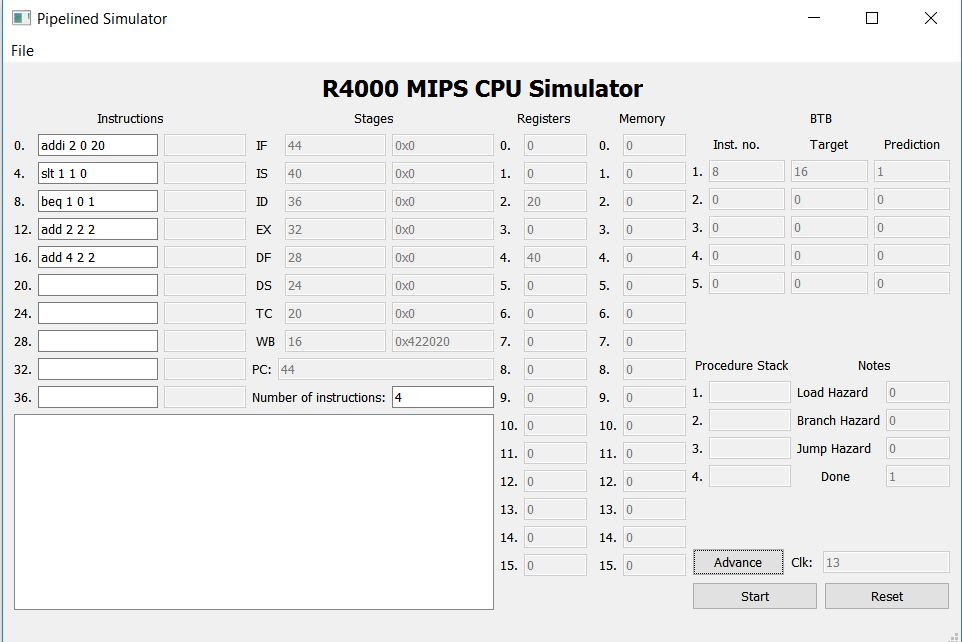 Pipelined Simulator
File
R4000 MIPS CPU Simulator
Instructions Stages Registers Memory BTB
Inst. no. Target Prediction
0. addi 2 0 20 IF 44 0x0 0. 0 0. 0
4. slt 1 1 0 IS 40 0x0 1. 0 1. 0 1. 8 16 1
8. beq 1 0 1 ID 36 0x0 2. 20 2. 0 2. 0 0 0
12. add 2 2 2 EX 32 0x0 3. 0 3. 0 3. 0 0 0
16. add 4 2 2 DF 28 0x0 4. 40 4. 0 4. 0 0 0
20. DS 24 0x0 5. 0 5. 0 5. 0 0 0
24. TC 20 0x0 6. 0 6. 0
28. WB 16 0x422020 7. 0 7. 0
32. PC: 44 8. 0 8. 0 Procedure Stack Notes
36. Number of instructions: 4 9. 0 9. 0 1. Load Hazard 0
10. 0 10. 0 2. Branch Hazard 0
11. 0 11. 0 3. Jump Hazard 0
12. 0 12. 0 4. Done 1
13. 0 13. 0
14. 0 14. 0
15. 0 15. 0 Advance Clk: 13
Start Reset